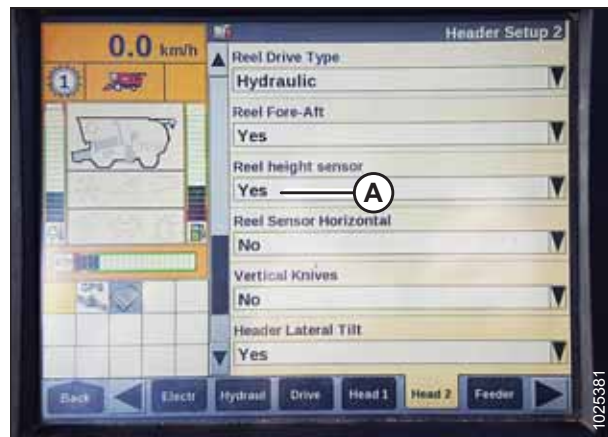 0.0 km/h
Header Setup 2
1
Reel Drive Type
Hydraulic
Reel Fore-Aft
Yes
Reel height sensor
Yes
A
Reel Sensor Horizontal
No
Vertical Knives
No
Header Lateral Tilt
Yes
Back
Electr
Hydraul
Drive
Head 1
Head 2
Feeder
1025381